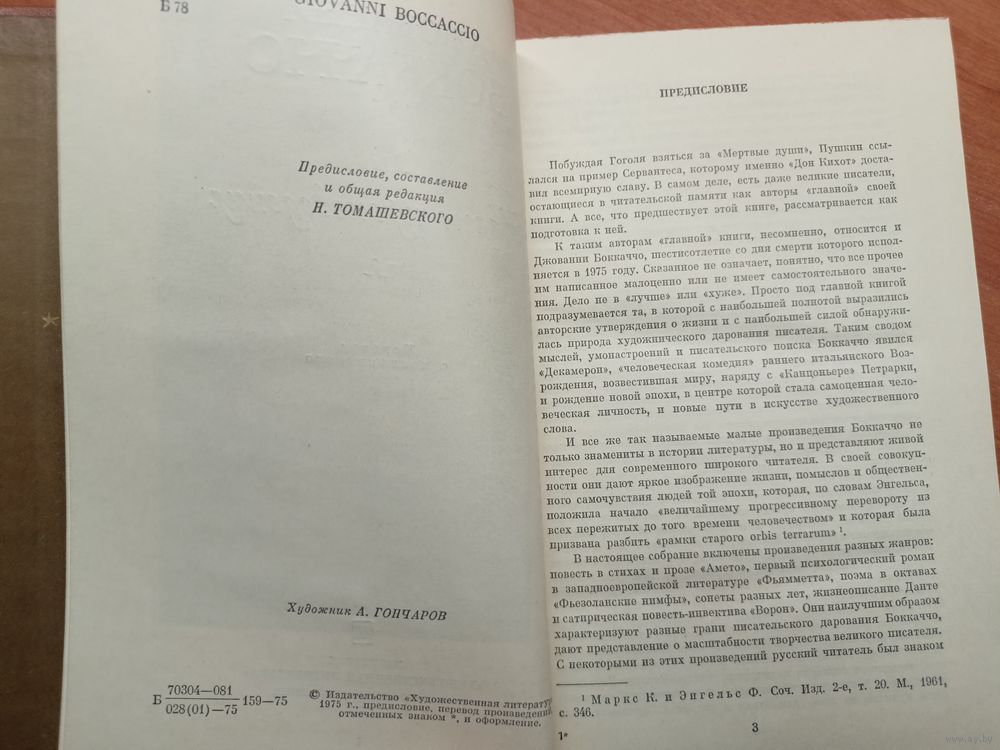 GIOVANNI BOCCACCIO
Б 78
Предисловие, составление
и общая редакция
Н. ТОМАШЕВСКОГО
Художник А. ГОНЧАРОВ
Б 70304—081 159—75
028(01)—75
© Издательство «Художественная литератур
1975 г., предисловие, перевод произведений,
отмеченных знаком *, и оформление.
ПРЕДИСЛОВИЕ
Побуждая Гоголя взяться за «Мертвые души», Пушкин ссы-
лался на пример Сервантеса, которому именно «Дон Кихот» доста-
вил всемирную славу. В самом деле, есть даже великие писатели,
остающиеся в читательской памяти как авторы «главной» своей
книги. А все, что предшествует этой книге, рассматривается как
подготовка к ней.
К таким авторам «главной» книги, несомненно, относится и
Джованни Боккаччо, шестисотлетие со дня смерти которого испол-
няется в 1975 году. Сказанное не означает, понятно, что все прочее
им написанное малоценно или не имеет самостоятельного значе-
ния. Дело не в «лучше» или «хуже». Просто под главной книгой
подразумевается та, в которой с наибольшей полнотой выразились
авторские утверждения о жизни и с наибольшей силой обнаружи-
лась природа художнического дарования писателя. Таким сводом
мыслей, умонастроений и писательского поиска Боккаччо явился
«Декамерон», «человеческая комедия» раннего итальянского Воз-
рождения, возвестившая миру, наряду с «Канцоньере» Петрарки,
и рождение новой эпохи, в центре которой стала самоценная чело-
веческая личность, и новые пути в искусстве художественного
слова.
И все же так называемые малые произведения Боккаччо не
только знамениты в истории литературы, но и представляют живой
интерес для современного широкого читателя. В своей совокуп-
ности они дают яркое изображение жизни, помыслов и обществен-
ного самочувствия людей той эпохи, которая, по словам Энгельса,
положила начало «величайшему прогрессивному перевороту из
всех пережитых до того времени человечеством» и которая была
призвана разбить «рамки старого orbis terrarum» ¹.
В настоящее собрание включены произведения разных жанров:
повесть в стихах и прозе «Амето», первый психологический роман
в западноевропейской литературе «Фьямметта», поэма в октавах
«Фьезоланские нимфы», сонеты разных лет, жизнеописание Данте
и сатирическая повесть-инвектива «Ворон». Они наилучшим образом
характеризуют разные грани писательского дарования Боккаччо,
дают представление о масштабности творчества великого писателя.
С некоторыми из этих произведений русский читатель был знаком
¹ Маркс К. и Энгельс Ф. Соч. Изд. 2-е, т. 20. М., 1961,
с. 346.
1*
3
www.ay.by